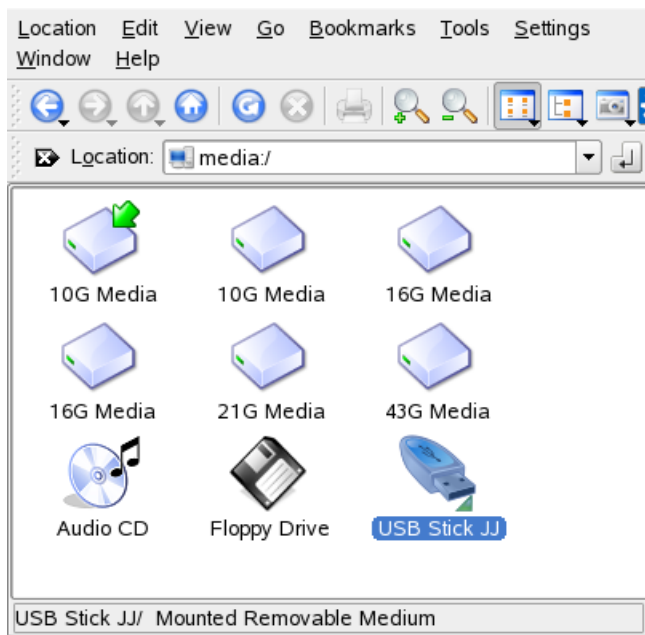 Location Edit View Go Bookmarks Tools Settings
Window Help
Location: media:/
10G Media 10G Media 16G Media
16G Media 21G Media 43G Media
Audio CD Floppy Drive USB Stick JJ
USB Stick JJ/ Mounted Removable Medium